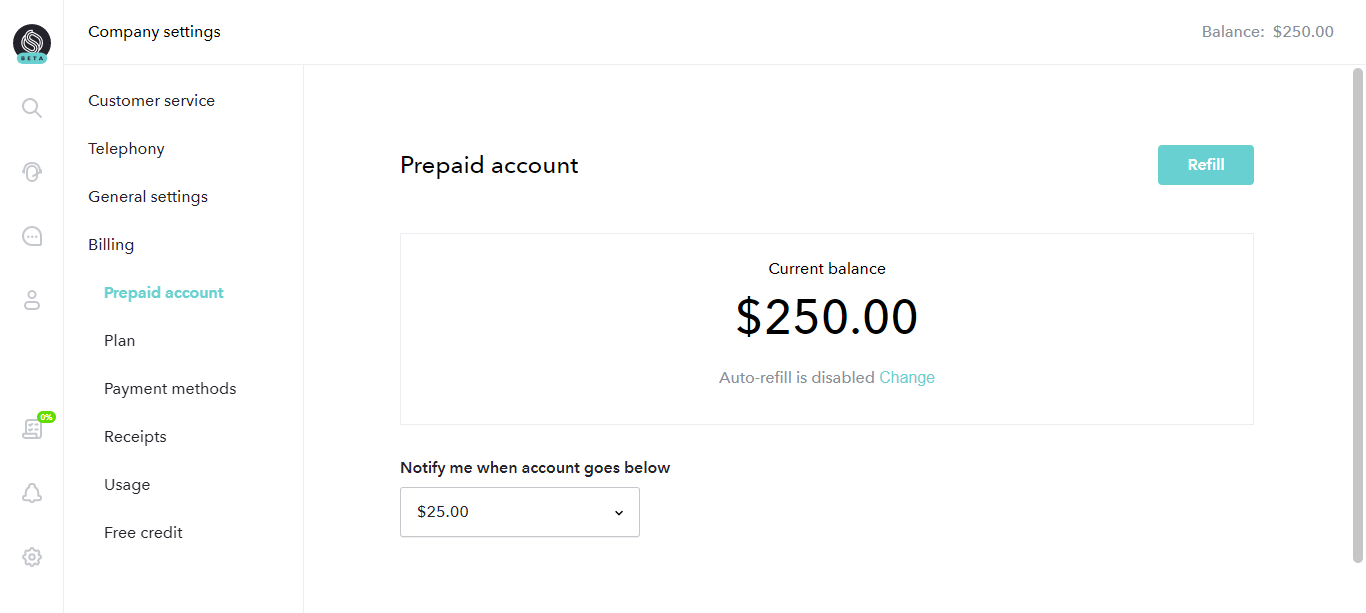 Company settings
Balance: $250.00
BETA
Customer service
Telephony
General settings
Billing
Prepaid account
Plan
Payment methods
Receipts
Usage
Free credit
0%
Prepaid account
Refill
Current balance
$250.00
Auto-refill is disabled Change
Notify me when account goes below
$25.00